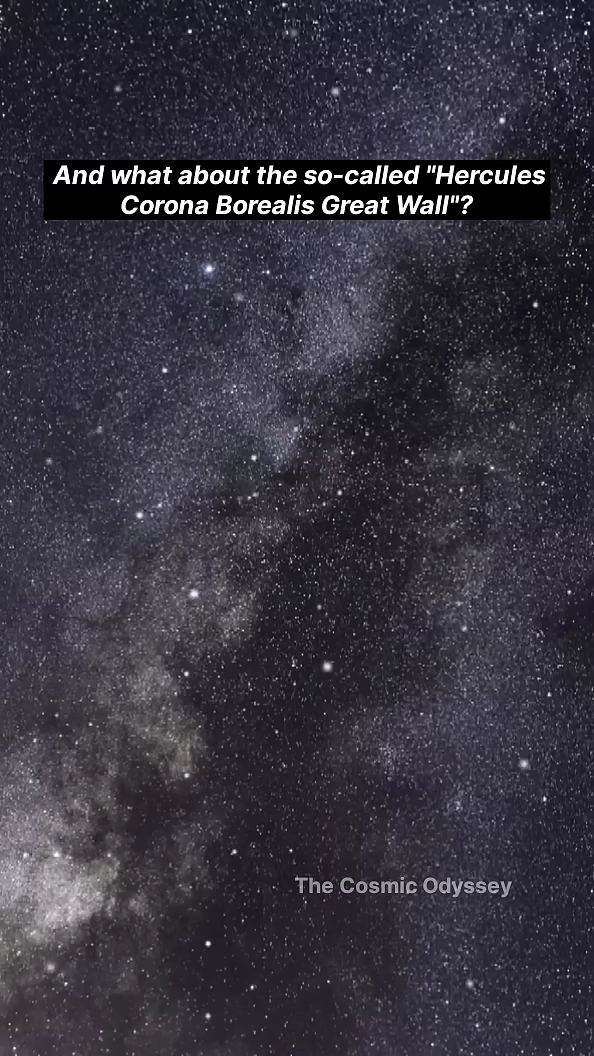 And what about the so-called "Hercules
Corona Borealis Great Wall"?
The Cosmic Odyssey